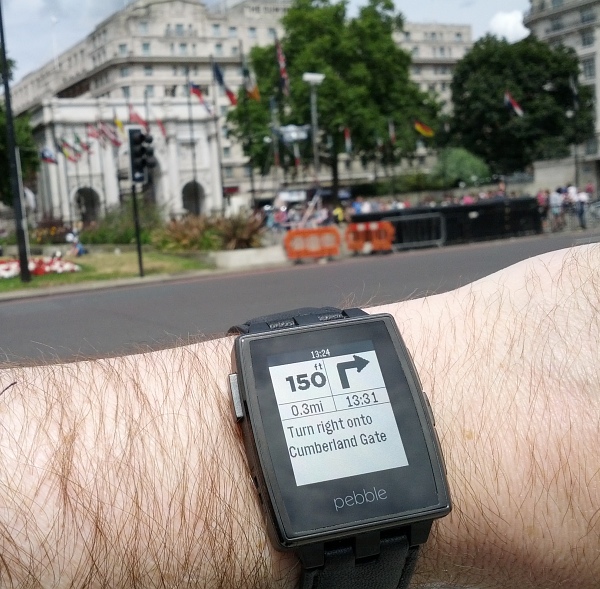 13:24
150 ft
0.3mi 13:31
Turn right onto
Cumberland Gate
pebble